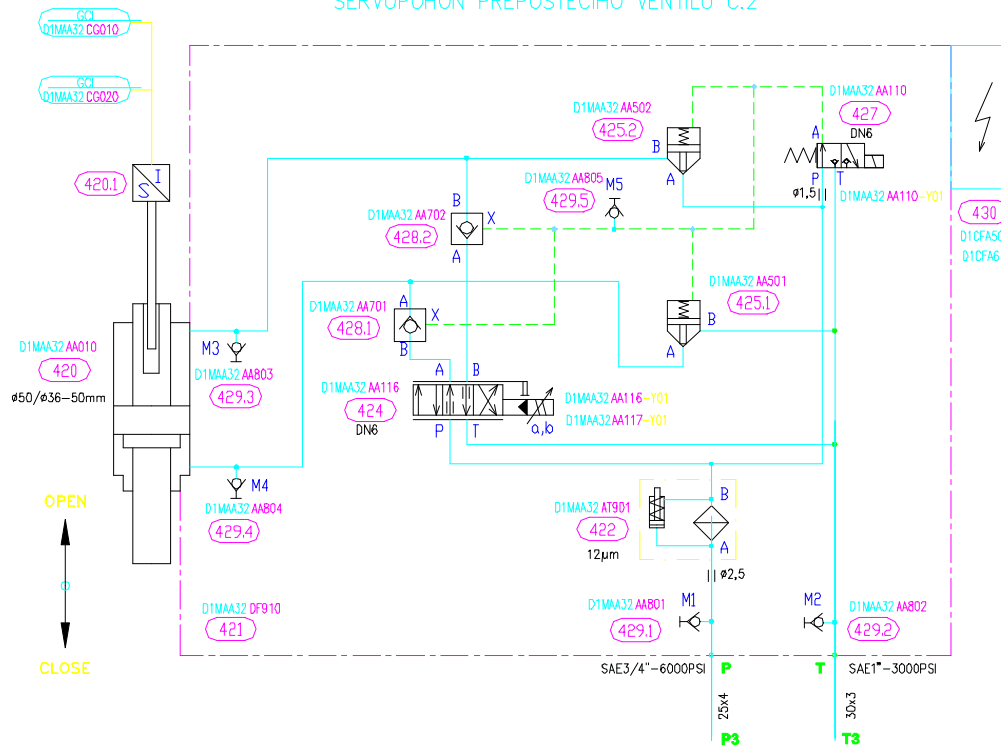 SERVOPOHON PREPOSTECIHO VENTILU C.2
GCI
D1MAA32 CG010
GCI
D1MAA32 CG020
420.1
I
S
D1MAA32 AA502
425.2
B
A
D1MAA32 AA110
427
DN6
A
P T
ø1,5
D1MAA32 AA110-Y01
430
D1CFA50
D1CFA6
D1MAA32 AA805
429.5
M5
B
D1MAA32 AA702
428.2
X
A
D1MAA32 AA501
425.1
B
A
D1MAA32 AA701
428.1
A
X
B
M3
D1MAA32 AA803
429.3
D1MAA32 AA010
420
ø50/ø36-50mm
D1MAA32 AA116
424
DN6
A B
P T
a,b
D1MAA32 AA116-Y01
D1MAA32 AA117-Y01
M4
D1MAA32 AA804
429.4
OPEN
CLOSE
D1MAA32 AT901
422
12µm
B
A
ø2,5
D1MAA32 DF910
421
D1MAA32 AA801
429.1
M1
M2
D1MAA32 AA802
429.2
SAE3/4"-6000PSI
P
T
SAE1"-3000PSI
25x4
30x3
P3
T3